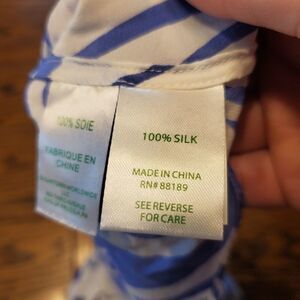 100% SOIE
FABRIQUE EN
CHINE
100% SILK
MADE IN CHINA
RN# 88189
SEE REVERSE
FOR CARE